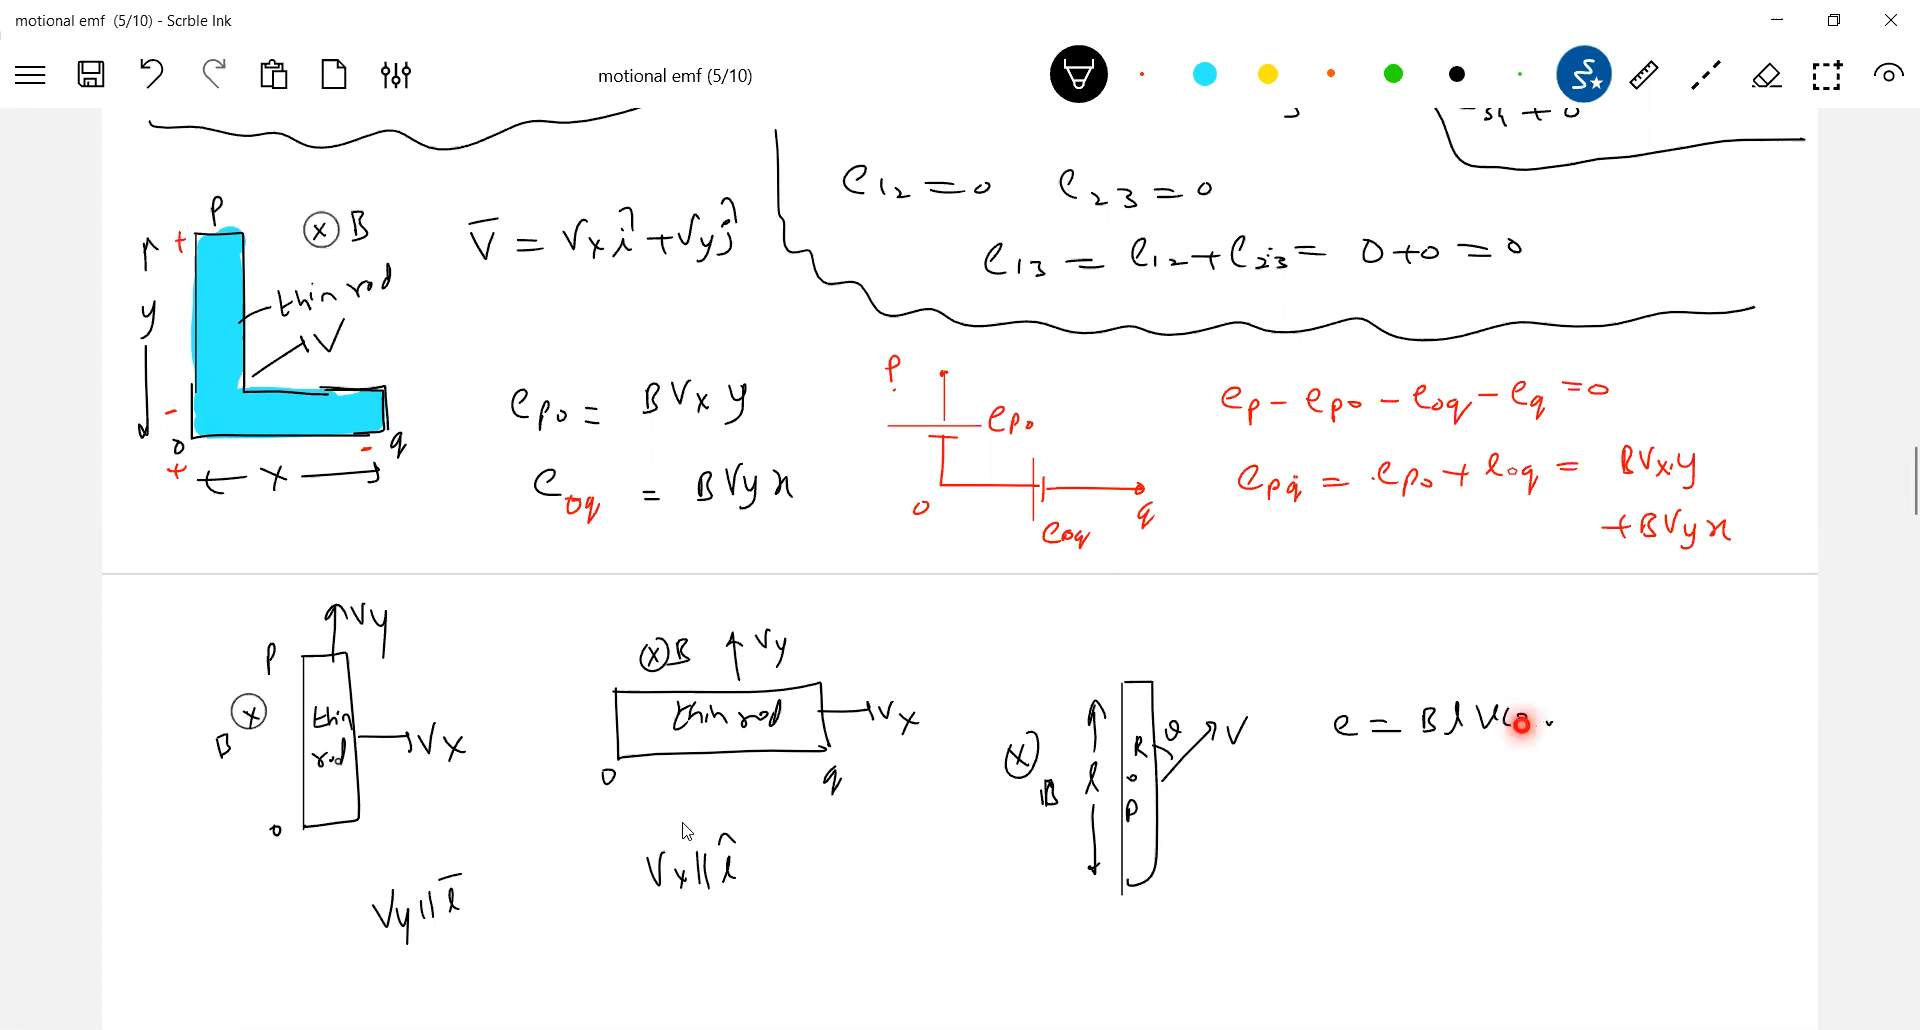 motional emf (5/10) - Scrble Ink
motional emf (5/10)
e12 = 0 e23 = 0
e13 = e12 + e23 = 0+0 = 0
P
+
⊗ B
V̄ = Vx î + Vy ĵ
y
thin rod
V
-
o
+
x
-
q
epo = B Vx y
eoq = B Vy x
P
epo
o
eoq
q
ep - epo - eoq - eq = 0
epq = epo + eoq = B Vx y
+ B Vy x
Vy
P
⊗
B
thin
rod
Vx
o
Vy || l̄
⊗ B
Vy
thin rod
Vx
o
q
Vx || l̂
⊗
B
l
R
o
D
θ
V
e = B l V